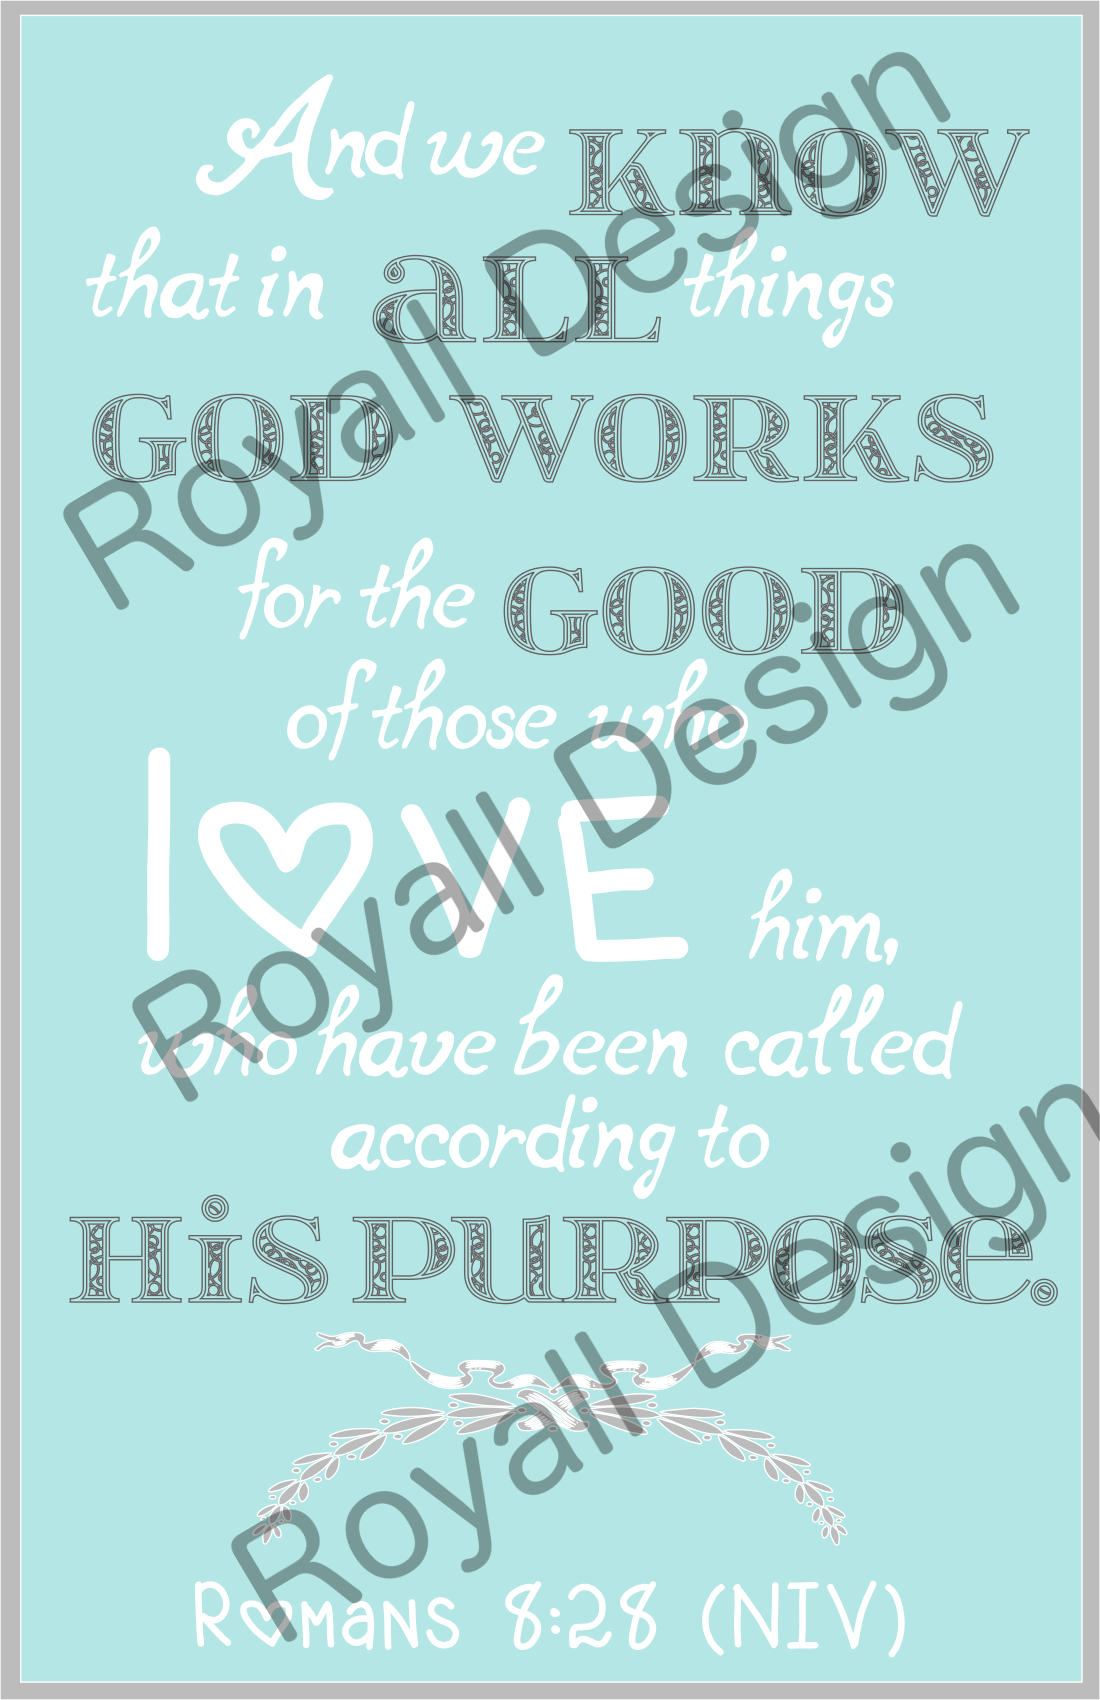 And we know
that in all things
GOD WORKS
for the GOOD
of those who
lOVE him,
who have been called
according to
His Purpose.
Romans 8:28 (NIV)
Royall Design
Royall Design
Royall Design